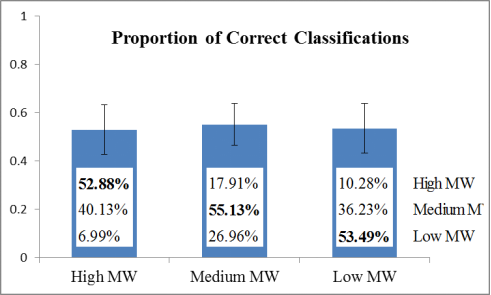 Proportion of Correct Classifications
1
0.8
0.6
0.4
0.2
0
52.88% 17.91% 10.28% High MW
40.13% 55.13% 36.23% Medium M
6.99% 26.96% 53.49% Low MW
High MW Medium MW Low MW